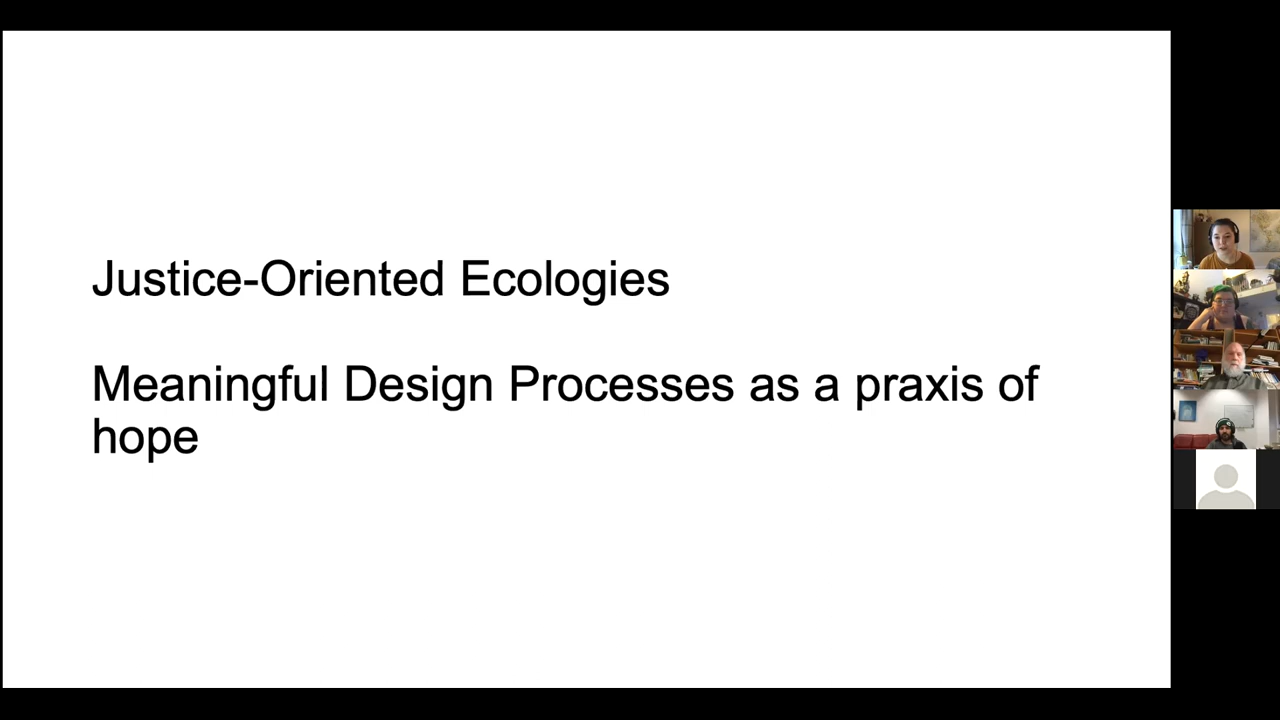 Justice-Oriented Ecologies
Meaningful Design Processes as a praxis of
hope